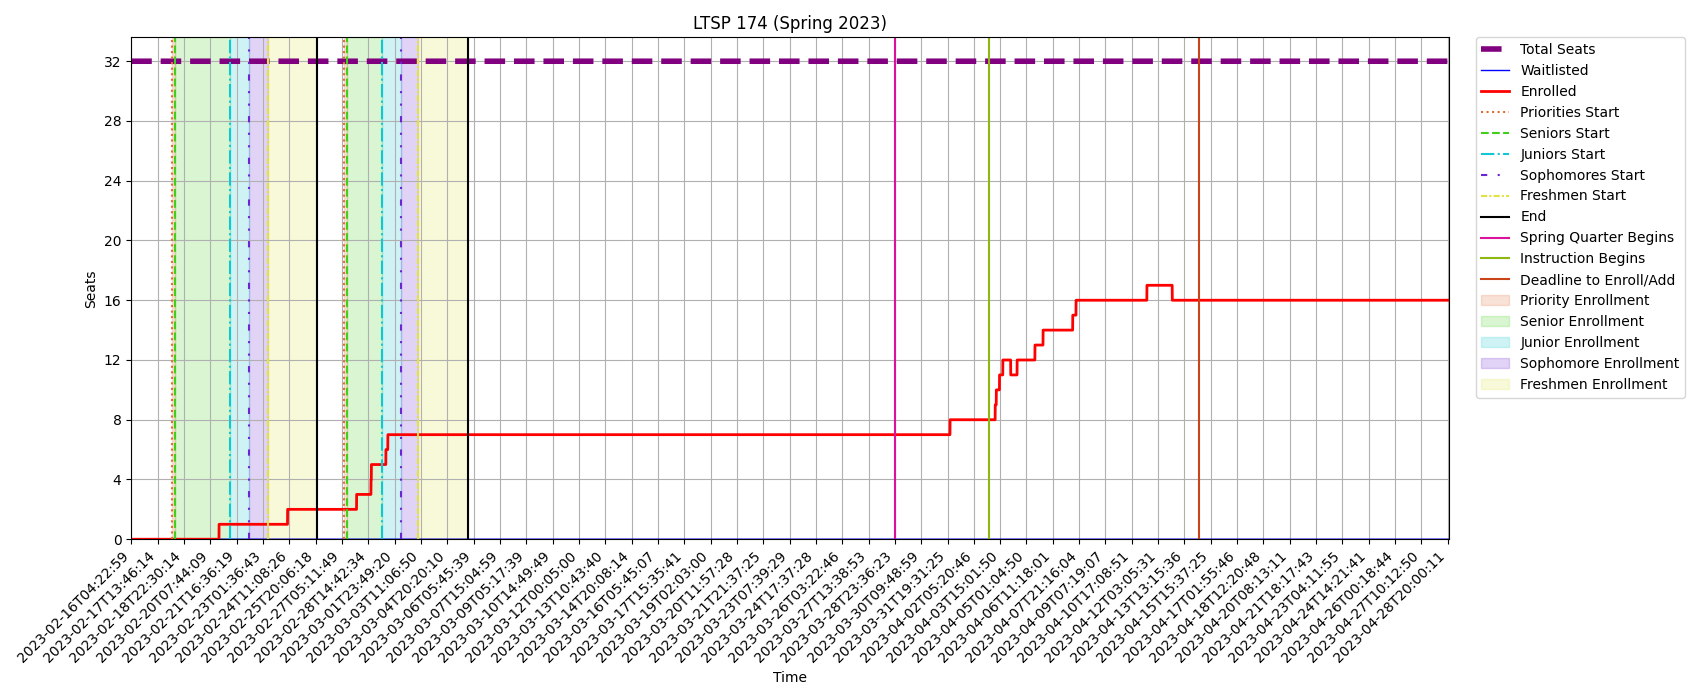 LTSP 174 (Spring 2023)
Seats
32
28
24
20
16
12
8
4
0
2023-02-16T04:22:59
2023-02-17T13:46:14
2023-02-18T22:30:14
2023-02-20T07:44:09
2023-02-21T16:36:19
2023-02-23T01:36:43
2023-02-24T11:08:26
2023-02-25T20:06:18
2023-02-27T05:11:49
2023-02-28T14:42:34
2023-03-01T23:49:20
2023-03-03T11:06:50
2023-03-04T20:20:10
2023-03-06T05:45:39
2023-03-07T15:04:59
2023-03-09T05:17:39
2023-03-10T14:49:49
2023-03-12T00:05:00
2023-03-13T10:43:40
2023-03-14T20:08:14
2023-03-16T05:45:07
2023-03-17T15:35:41
2023-03-19T02:03:00
2023-03-20T11:57:28
2023-03-21T21:37:25
2023-03-23T07:39:29
2023-03-24T17:37:28
2023-03-26T03:22:46
2023-03-27T13:38:53
2023-03-28T23:36:23
2023-03-30T09:48:59
2023-03-31T19:31:25
2023-04-02T05:20:46
2023-04-03T15:01:50
2023-04-05T01:04:50
2023-04-06T11:18:01
2023-04-07T21:16:04
2023-04-09T07:19:07
2023-04-10T17:08:51
2023-04-12T03:05:31
2023-04-13T13:15:36
2023-04-15T15:37:25
2023-04-17T01:55:46
2023-04-18T12:20:48
2023-04-20T08:13:11
2023-04-21T18:17:43
2023-04-23T04:11:55
2023-04-24T14:21:41
2023-04-26T00:18:44
2023-04-27T10:12:50
2023-04-28T20:00:11
Time
Total Seats
Waitlisted
Enrolled
Priorities Start
Seniors Start
Juniors Start
Sophomores Start
Freshmen Start
End
Spring Quarter Begins
Instruction Begins
Deadline to Enroll/Add
Priority Enrollment
Senior Enrollment
Junior Enrollment
Sophomore Enrollment
Freshmen Enrollment